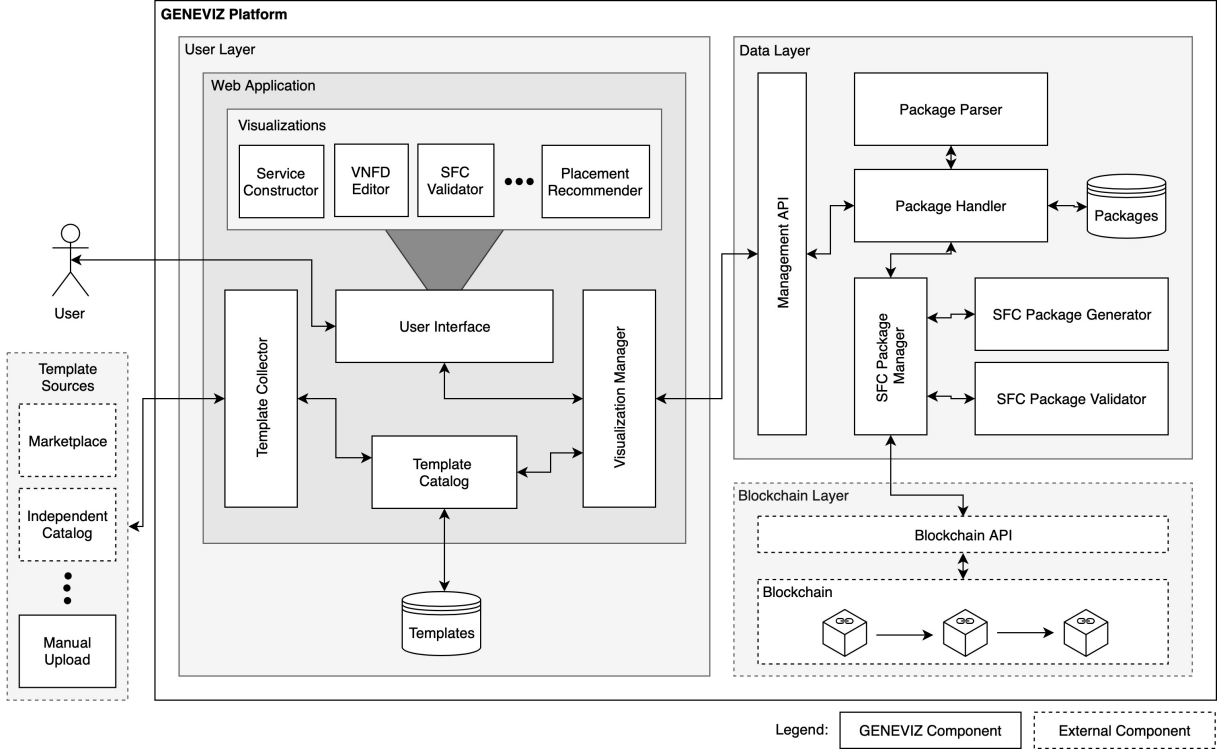 GENEVIZ Platform
User Layer
Web Application
Visualizations
Service
Constructor
VNFD
Editor
SFC
Validator
Placement
Recommender
User
User Interface
Template Collector
Visualization Manager
Template
Catalog
Templates
Template
Sources
Marketplace
Independent
Catalog
Manual
Upload
Data Layer
Management API
Package Parser
Package Handler
Packages
SFC Package
Manager
SFC Package Generator
SFC Package Validator
Blockchain Layer
Blockchain API
Blockchain
Legend:
GENEVIZ Component
External Component